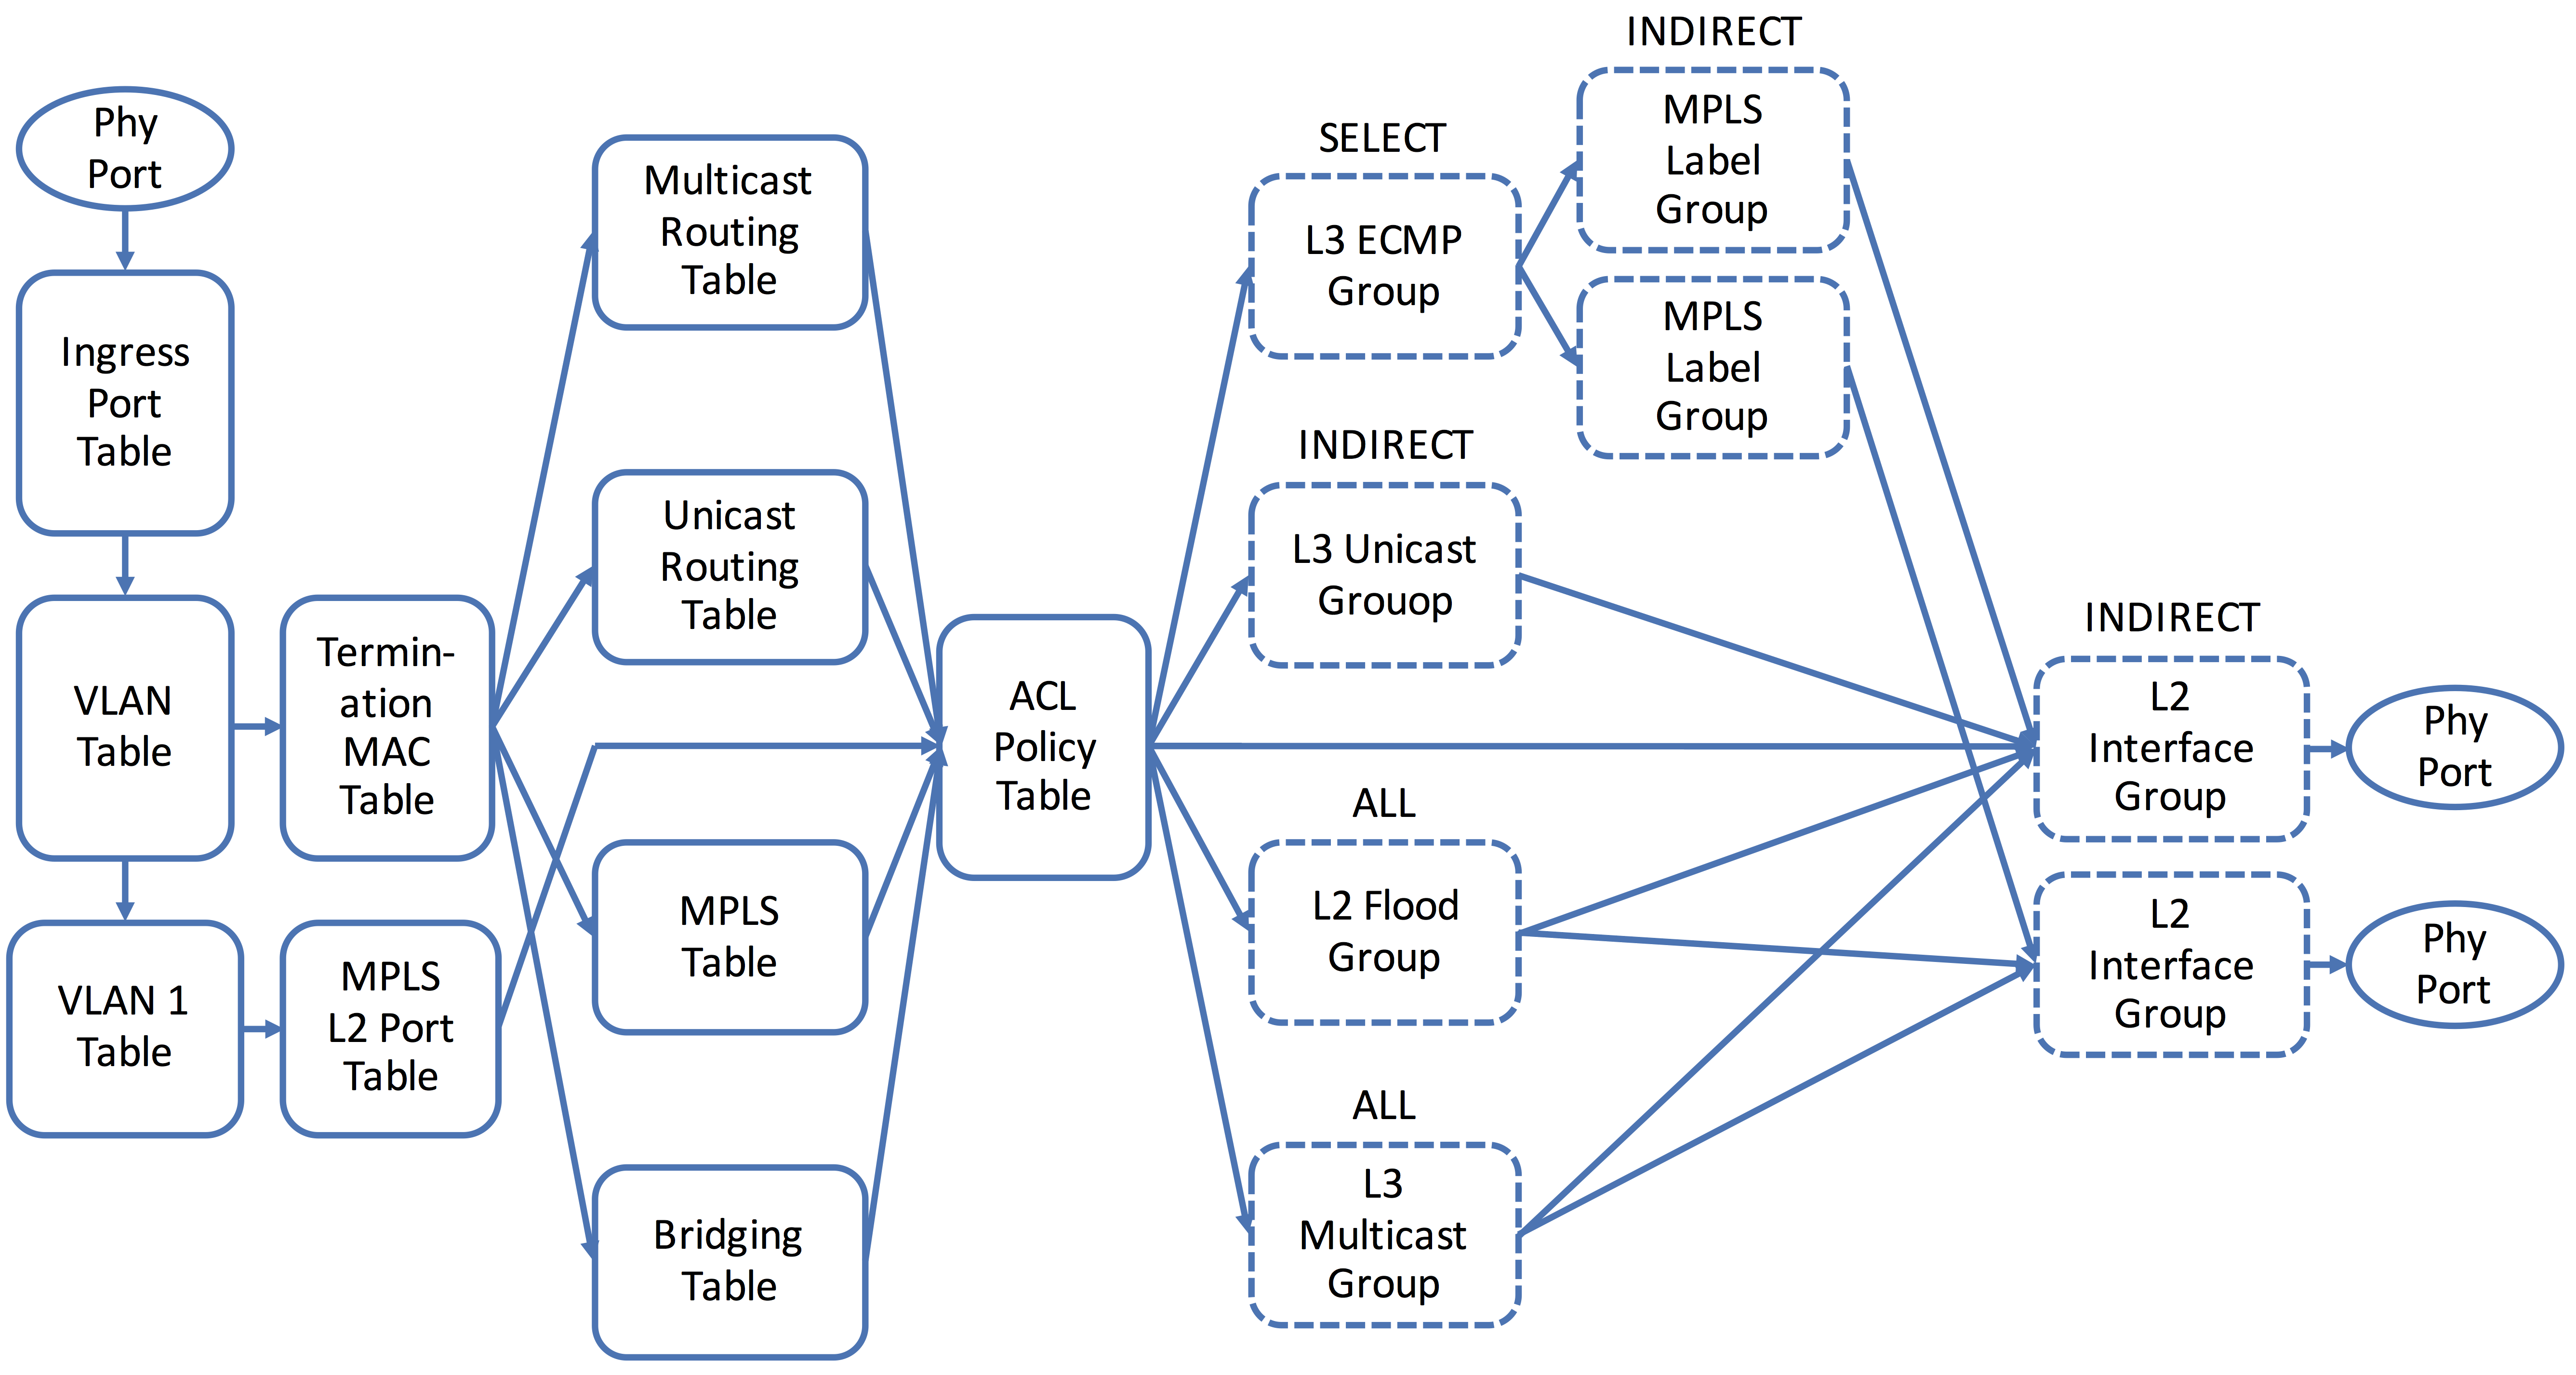 Phy
Port
Ingress
Port
Table
VLAN
Table
VLAN 1
Table
Termin-
ation
MAC
Table
MPLS
L2 Port
Table
Multicast
Routing
Table
Unicast
Routing
Table
MPLS
Table
Bridging
Table
ACL
Policy
Table
SELECT
L3 ECMP
Group
INDIRECT
MPLS
Label
Group
MPLS
Label
Group
INDIRECT
L3 Unicast
Grouop
ALL
L2 Flood
Group
ALL
L3
Multicast
Group
INDIRECT
L2
Interface
Group
L2
Interface
Group
Phy
Port
Phy
Port